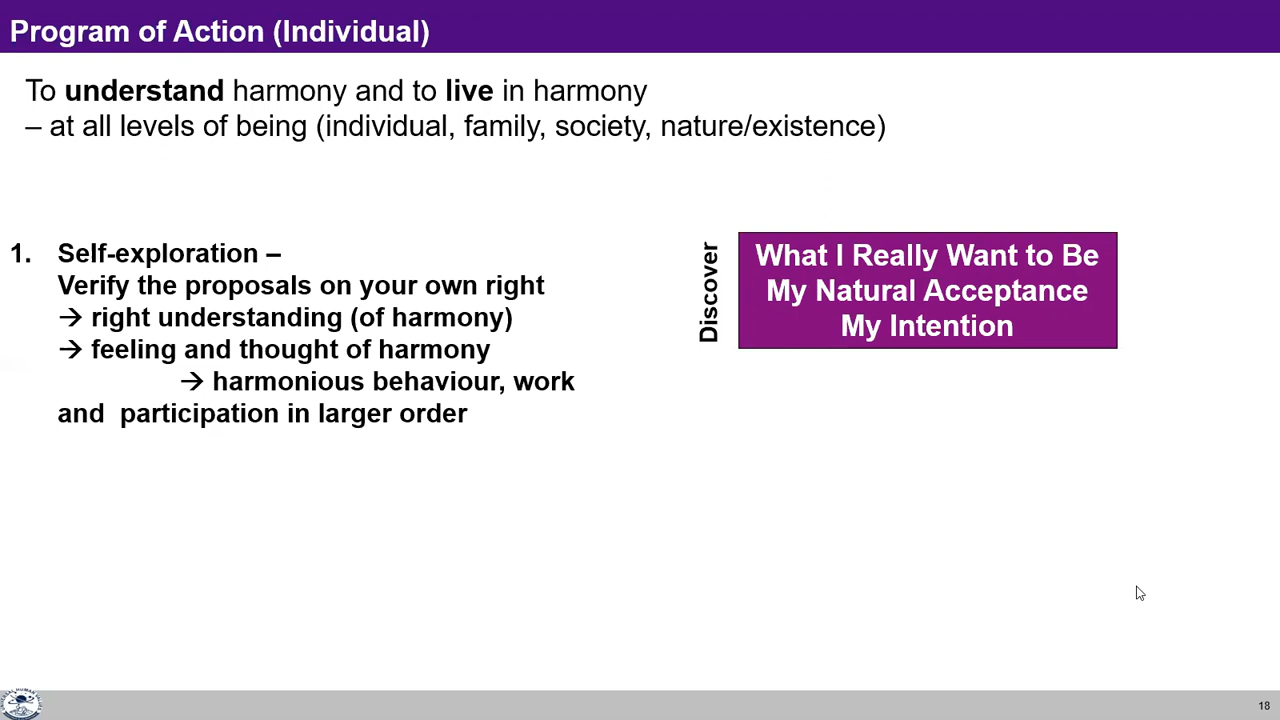 Program of Action (Individual)
To understand harmony and to live in harmony
– at all levels of being (individual, family, society, nature/existence)
1. Self-exploration –
Verify the proposals on your own right
→ right understanding (of harmony)
→ feeling and thought of harmony
→ harmonious behaviour, work
and participation in larger order
Discover
What I Really Want to Be
My Natural Acceptance
My Intention
18